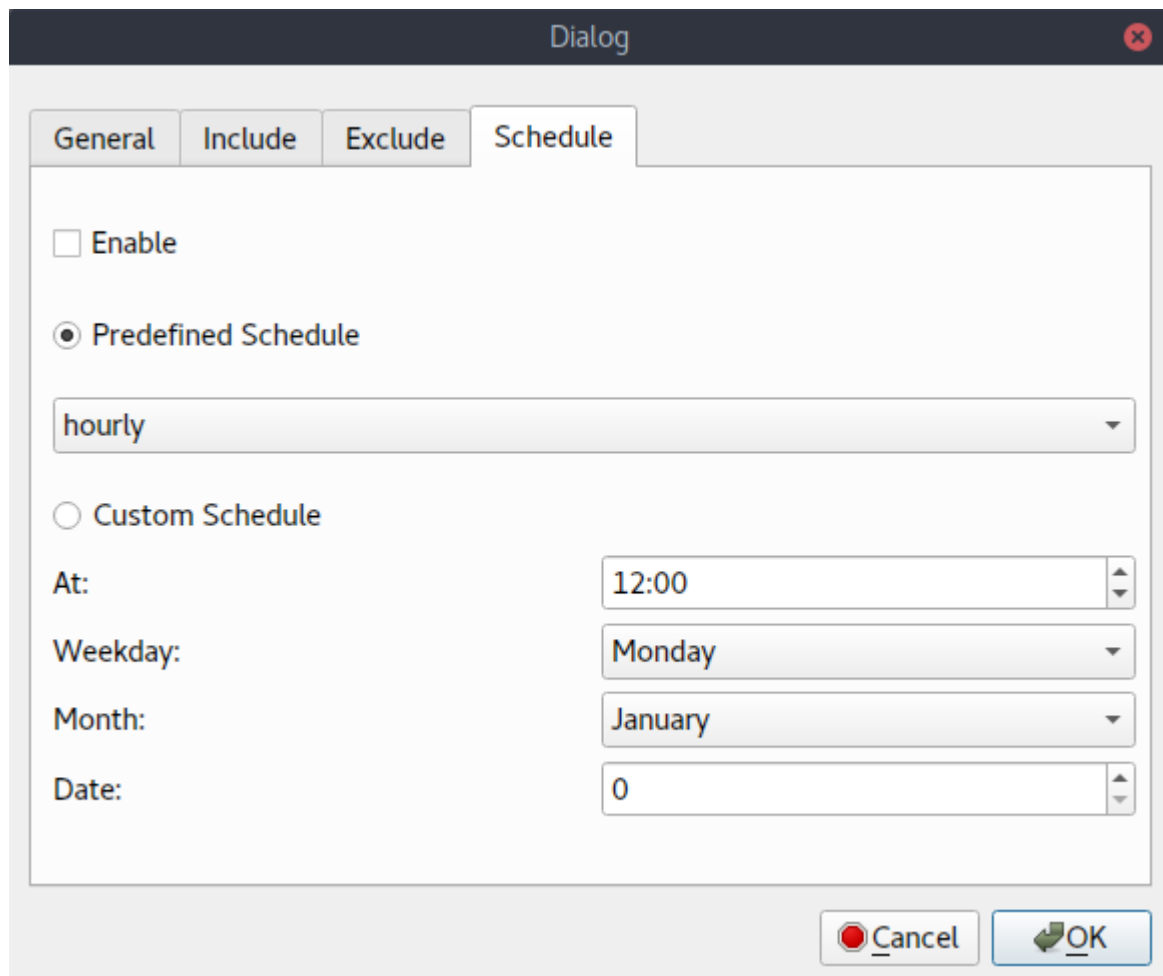 Dialog
General Include Exclude Schedule
Enable
Predefined Schedule
hourly
Custom Schedule
At: 12:00
Weekday: Monday
Month: January
Date: 0
Cancel OK